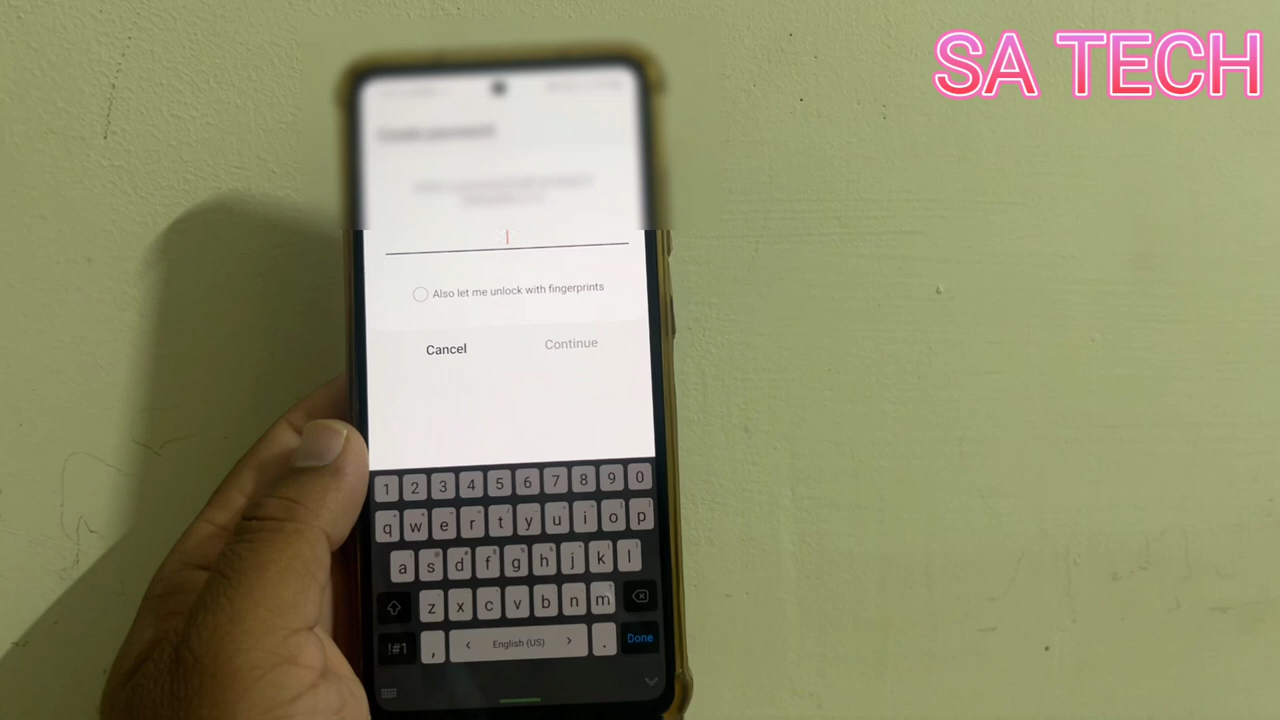 SA TECH
Also let me unlock with fingerprints
Cancel Continue
1 2 3 4 5 6 7 8 9 0
q w e r t y u i o p
a s d f g h j k l
z x c v b n m
!#1 , < English (US) > . Done